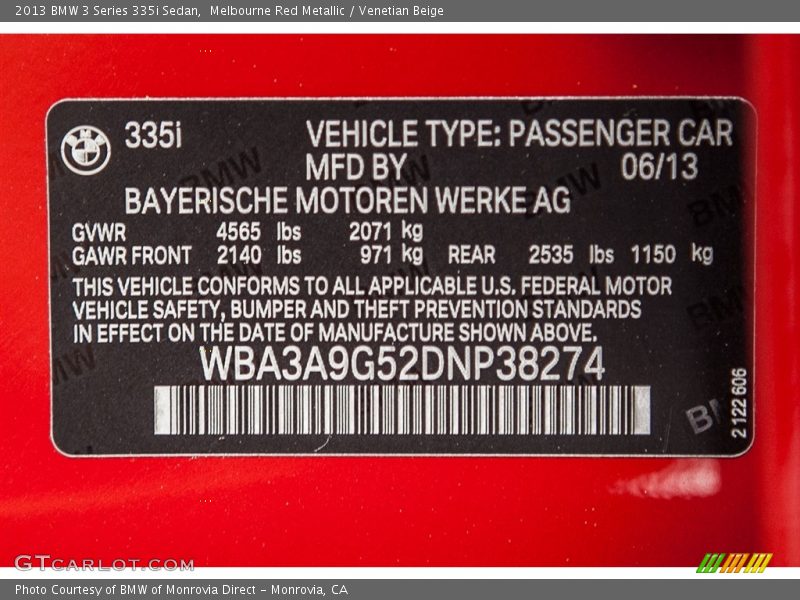 2013 BMW 3 Series 335i Sedan, Melbourne Red Metallic / Venetian Beige
335i VEHICLE TYPE: PASSENGER CAR
MFD BY 06/13
BAYERISCHE MOTOREN WERKE AG
GVWR 4565 lbs 2071 kg
GAWR FRONT 2140 lbs 971 kg REAR 2535 lbs 1150 kg
THIS VEHICLE CONFORMS TO ALL APPLICABLE U.S. FEDERAL MOTOR
VEHICLE SAFETY, BUMPER AND THEFT PREVENTION STANDARDS
IN EFFECT ON THE DATE OF MANUFACTURE SHOWN ABOVE.
WBA3A9G52DNP38274
2 122 606
GTCARLOT.COM
Photo Courtesy of BMW of Monrovia Direct - Monrovia, CA